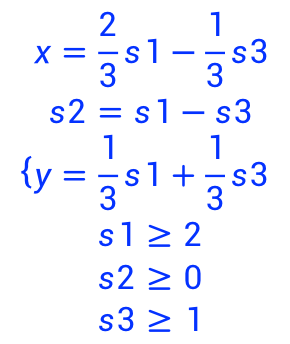 x = 2/3 s1 − 1/3 s3
s2 = s1 − s3
{y = 1/3 s1 + 1/3 s3
s1 ≥ 2
s2 ≥ 0
s3 ≥ 1